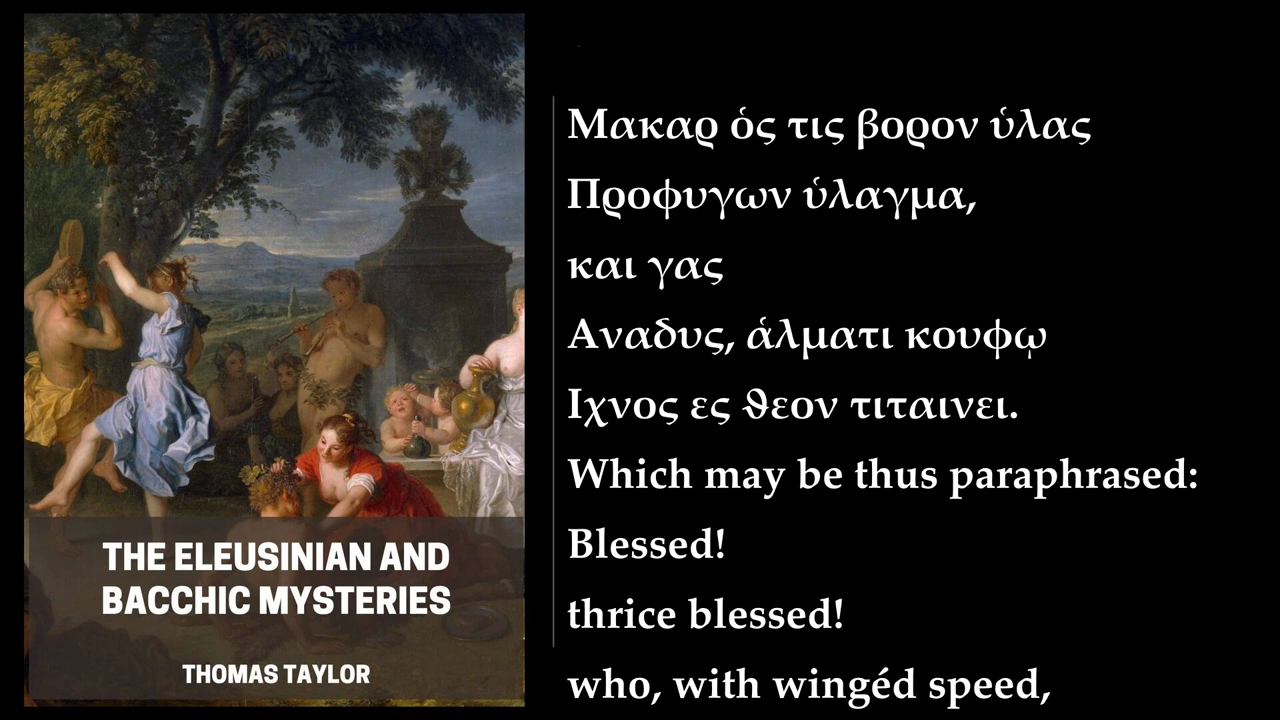 THE ELEUSINIAN AND
BACCHIC MYSTERIES
THOMAS TAYLOR
Μακαρ ὁς τις βορον ὑλας
Προφυγων ὑλαγμα,
και γας
Αναδυς, ἁλματι κουφῳ
Ιχνος ες ϑεον τιταινει.
Which may be thus paraphrased:
Blessed!
thrice blessed!
who, with wingéd speed,